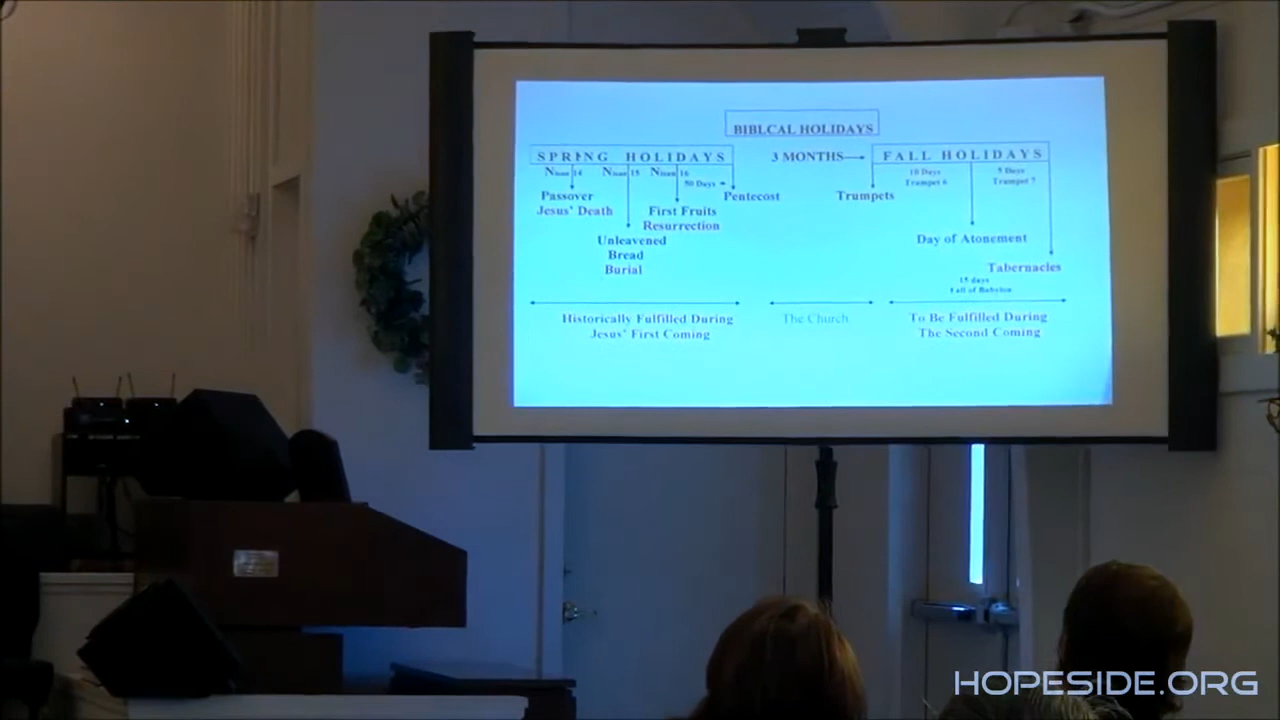 BIBLCAL HOLIDAYS
SPRING HOLIDAYS
3 MONTHS
FALL HOLIDAYS
Nisan 14
Nisan 15
Nisan 16
50 Days
10 Days
Trumpet 6
5 Days
Trumpet 7
Passover
Jesus' Death
Unleavened
Bread
Burial
First Fruits
Resurrection
Pentecost
Trumpets
Day of Atonement
Tabernacles
15 days
Fall of Babylon
Historically Fulfilled During
Jesus' First Coming
The Church
To Be Fulfilled During
The Second Coming
HOPESIDE.ORG